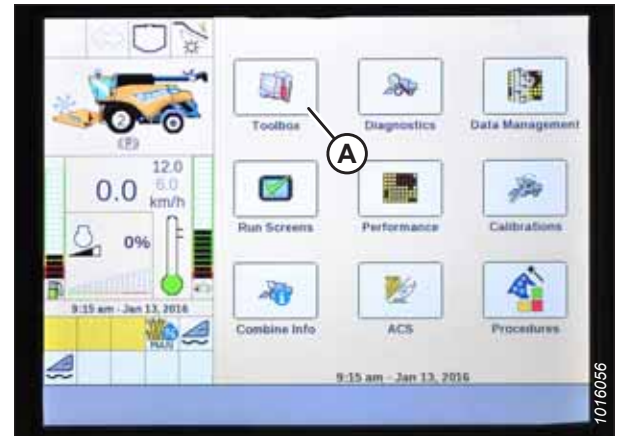 Toolbox
Diagnostics
Data Management
A
12.0
6.0
0.0
km/h
Run Screens
Performance
Calibrations
0%
9:15 am - Jan 13, 2016
MAN
Combine Info
ACS
Procedures
9:15 am - Jan 13, 2016
1016056